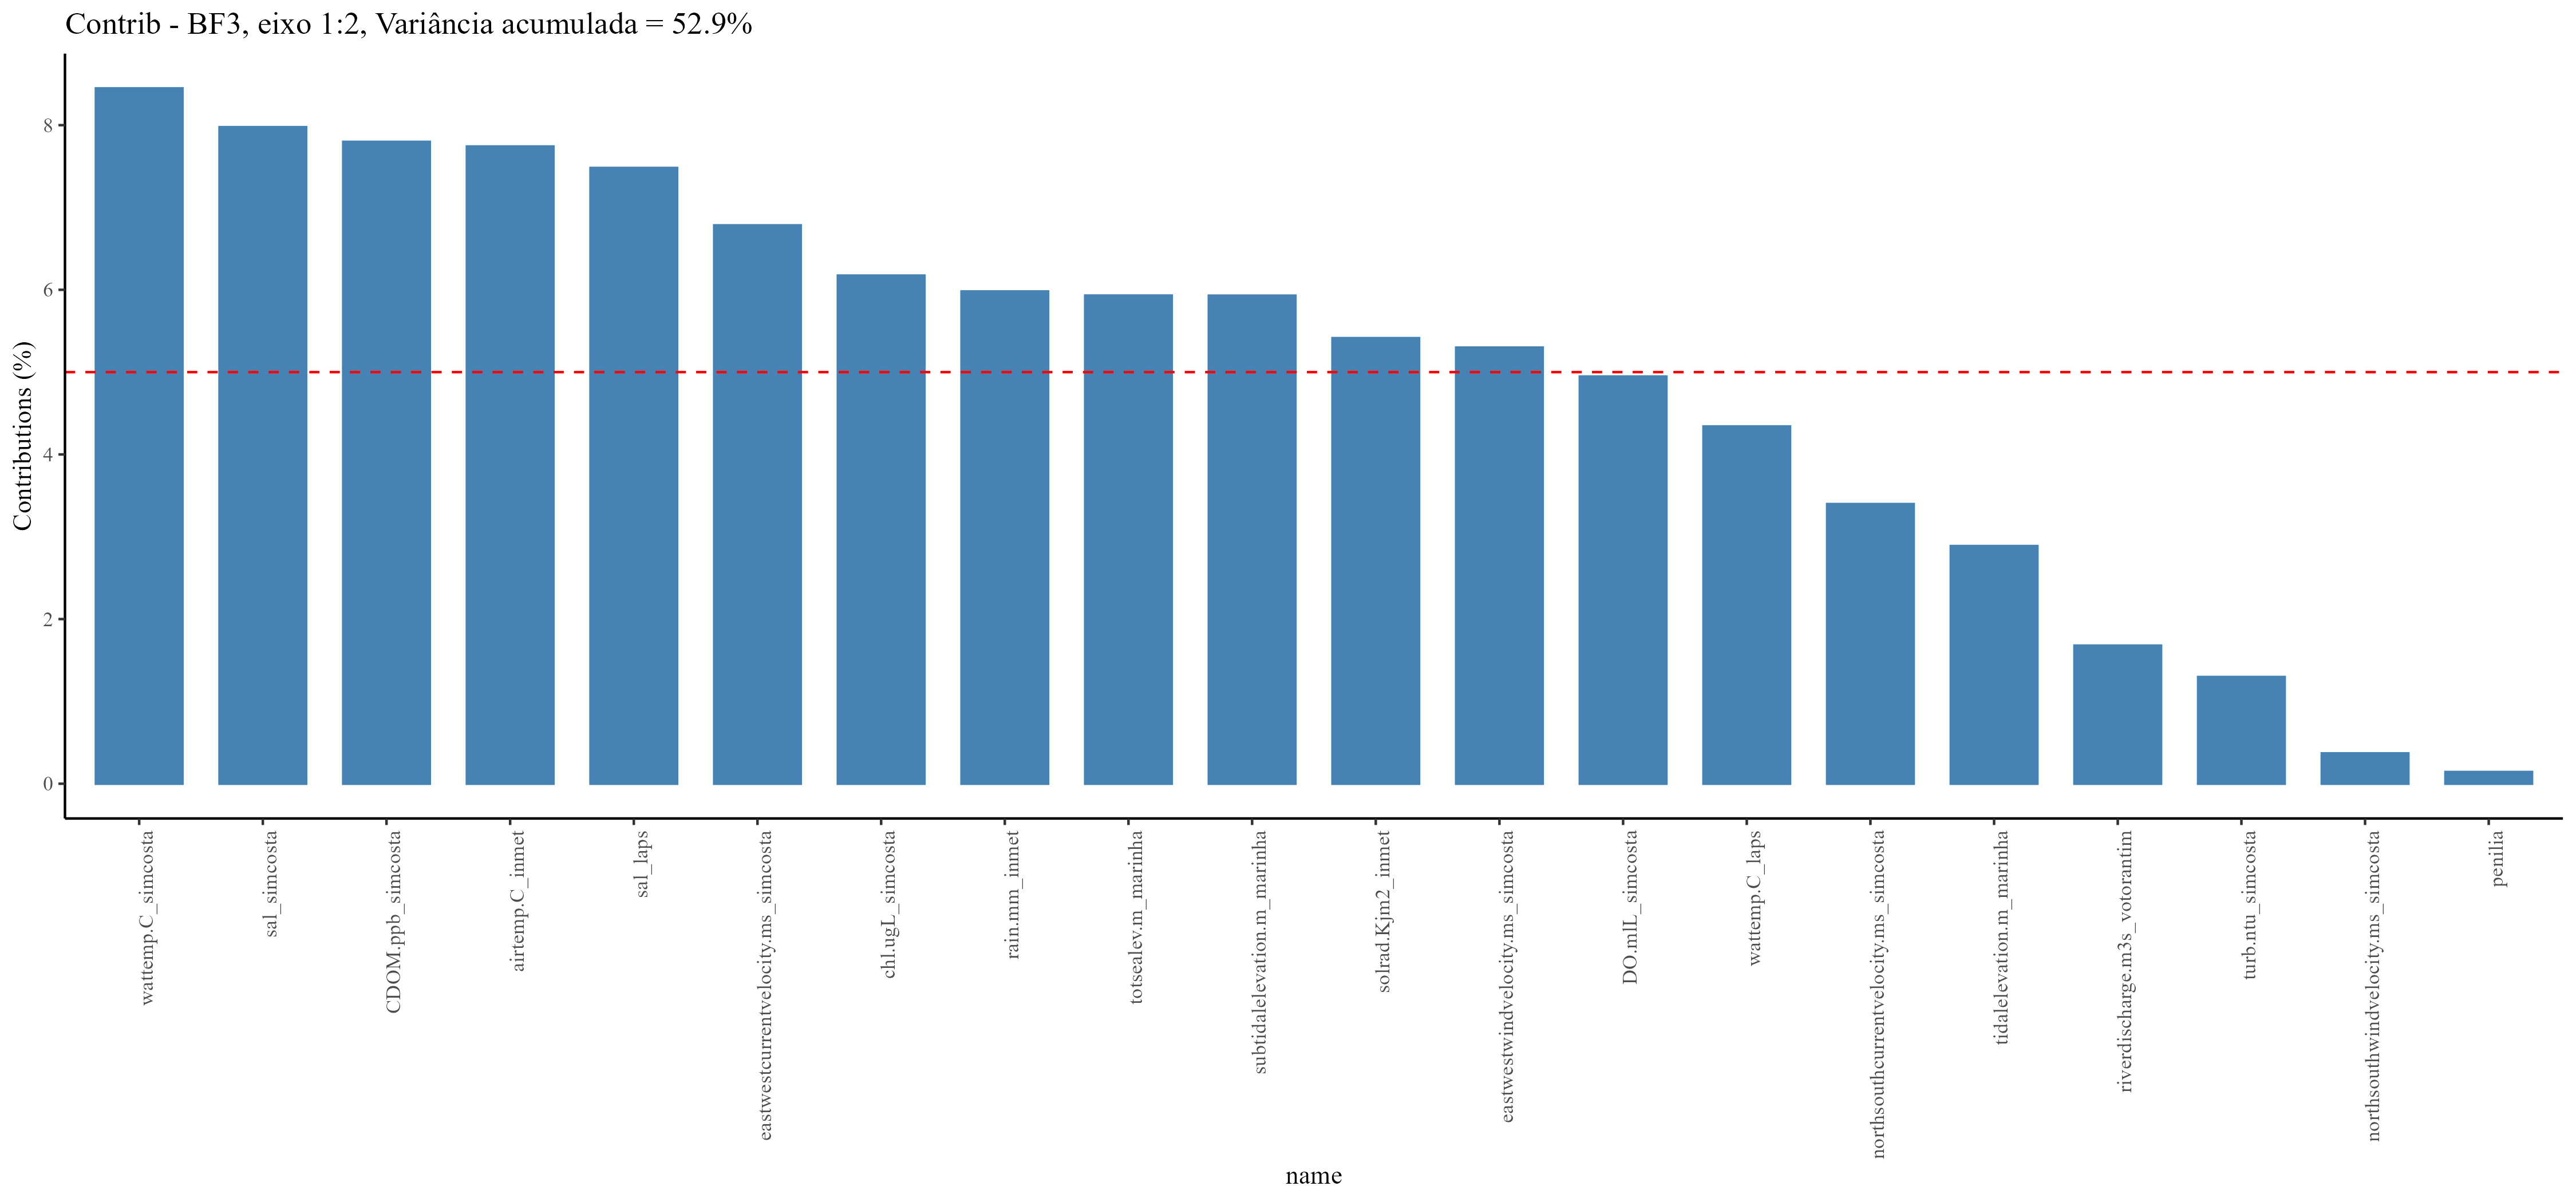 Contrib - BF3, eixo 1:2, Variância acumulada = 52.9%
Contributions (%)
8
6
4
2
0
wattemp.C_simcosta
sal_simcosta
CDOM.ppb_simcosta
airtemp.C_inmet
sal_laps
eastwestcurrentvelocity.ms_simcosta
chl.ugL_simcosta
rain.mm_inmet
totsealev.m_marinha
subtidalelevation.m_marinha
solrad.Kjm2_inmet
eastwestwindvelocity.ms_simcosta
DO.mlL_simcosta
wattemp.C_laps
northsouthcurrentvelocity.ms_simcosta
tidalelevation.m_marinha
riverdischarge.m3s_votorantim
turb.ntu_simcosta
northsouthwindvelocity.ms_simcosta
penilia
name